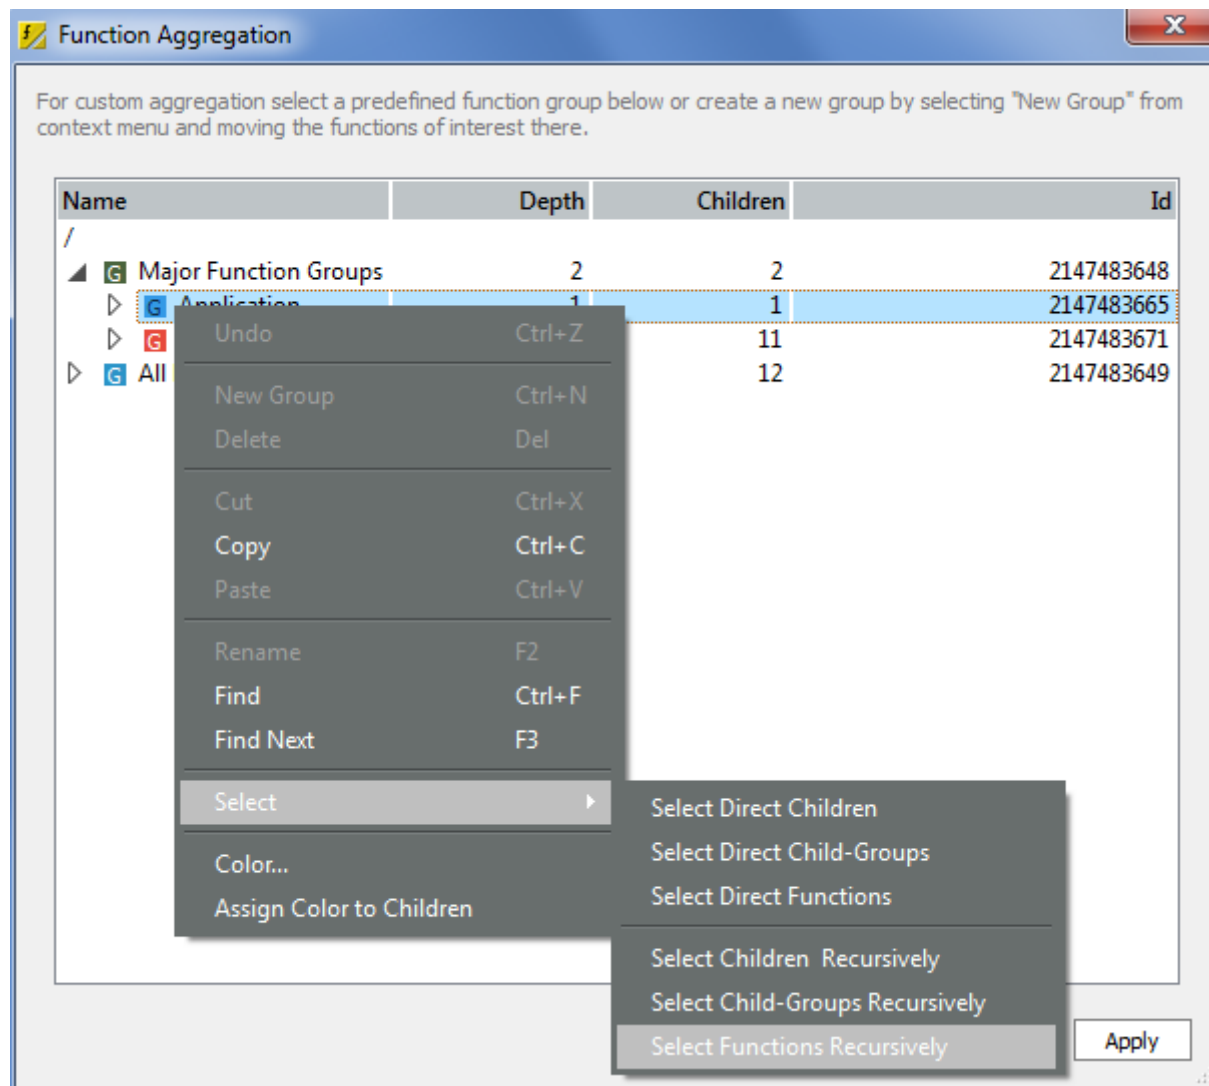 Function Aggregation
For custom aggregation select a predefined function group below or create a new group by selecting "New Group" from
context menu and moving the functions of interest there.
Name Depth Children Id
/
G Major Function Groups 2 2 2147483648
G Application 1 1 2147483665
G 11 2147483671
G All 12 2147483649
Undo Ctrl+Z
New Group Ctrl+N
Delete Del
Cut Ctrl+X
Copy Ctrl+C
Paste Ctrl+V
Rename F2
Find Ctrl+F
Find Next F3
Select
Color...
Assign Color to Children
Select Direct Children
Select Direct Child-Groups
Select Direct Functions
Select Children Recursively
Select Child-Groups Recursively
Select Functions Recursively
Apply